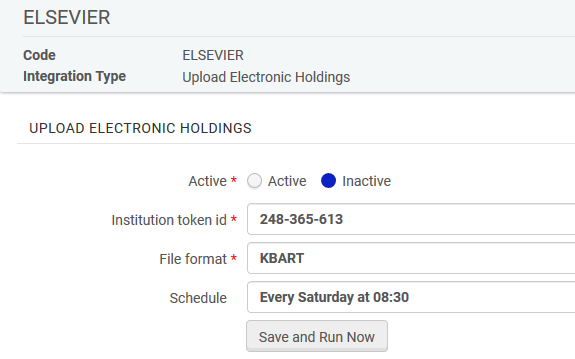 ELSEVIER
Code ELSEVIER
Integration Type Upload Electronic Holdings
UPLOAD ELECTRONIC HOLDINGS
Active * Active Inactive
Institution token id * 248-365-613
File format * KBART
Schedule Every Saturday at 08:30
Save and Run Now